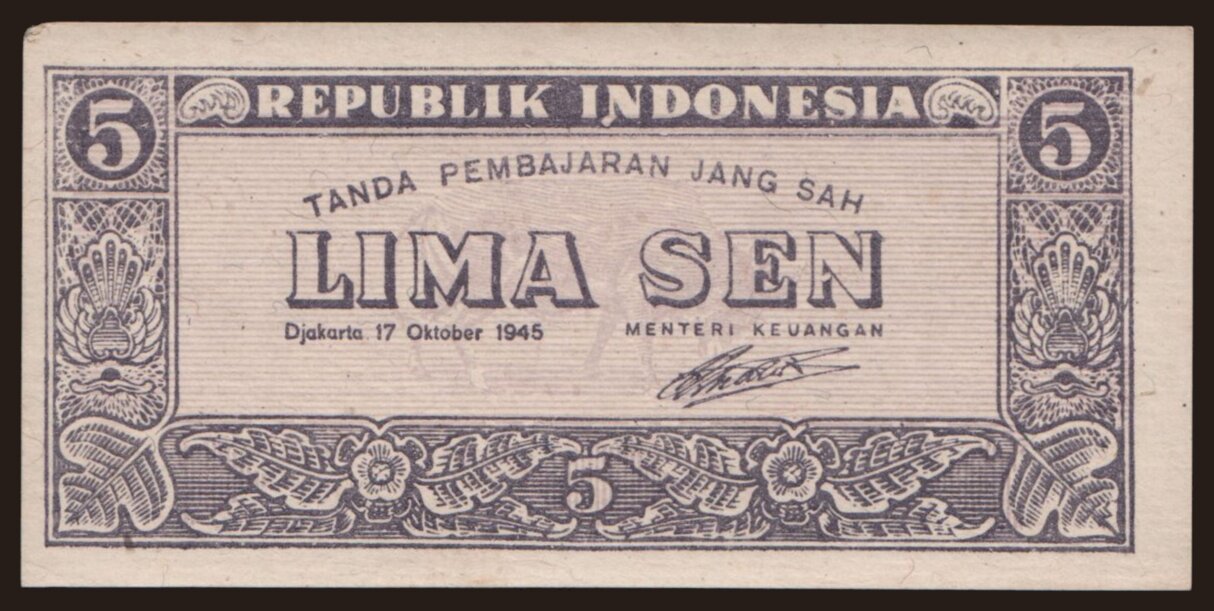 5 REPUBLIK INDONESIA 5
TANDA PEMBAJARAN JANG SAH
LIMA SEN
Djakarta 17 Oktober 1945 MENTERI KEUANGAN
5